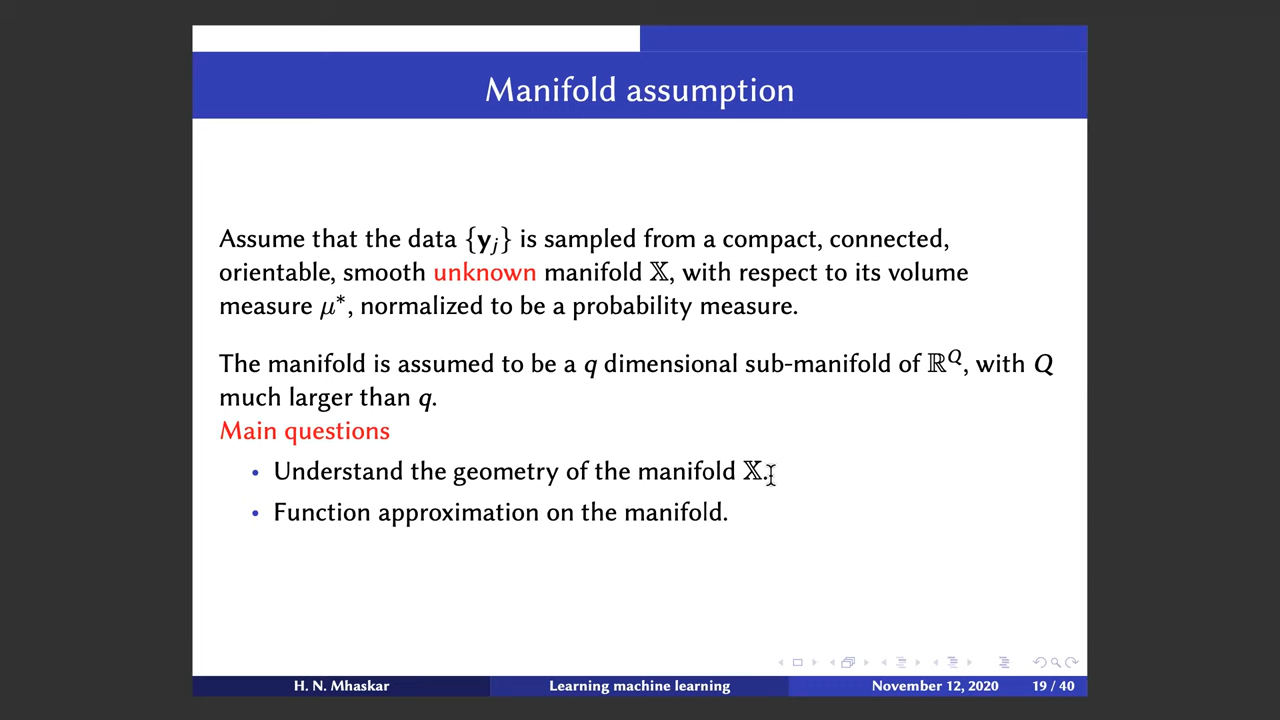 Manifold assumption
Assume that the data {𝐲ⱼ} is sampled from a compact, connected,
orientable, smooth unknown manifold 𝕏, with respect to its volume
measure μ*, normalized to be a probability measure.
The manifold is assumed to be a q dimensional sub-manifold of ℝ^Q, with Q
much larger than q.
Main questions
• Understand the geometry of the manifold 𝕏.
• Function approximation on the manifold.
H. N. Mhaskar
Learning machine learning
November 12, 2020
19 / 40